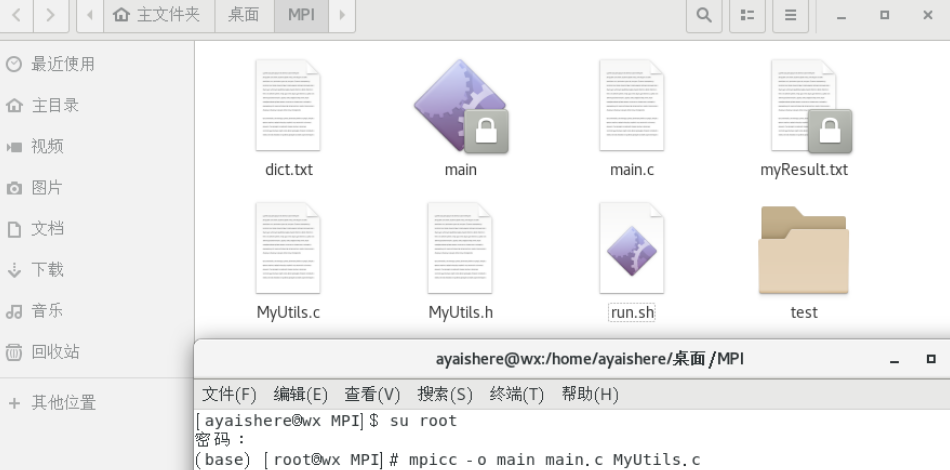 主文件夹 桌面 MPI
最近使用
主目录
视频
图片
文档
下载
音乐
回收站
其他位置
dict.txt main main.c myResult.txt
MyUtils.c MyUtils.h run.sh test
ayaishere@wx:/home/ayaishere/桌面/MPI
文件(F) 编辑(E) 查看(V) 搜索(S) 终端(T) 帮助(H)
[ayaishere@wx MPI]$ su root
密码：
(base) [root@wx MPI]# mpicc -o main main.c MyUtils.c